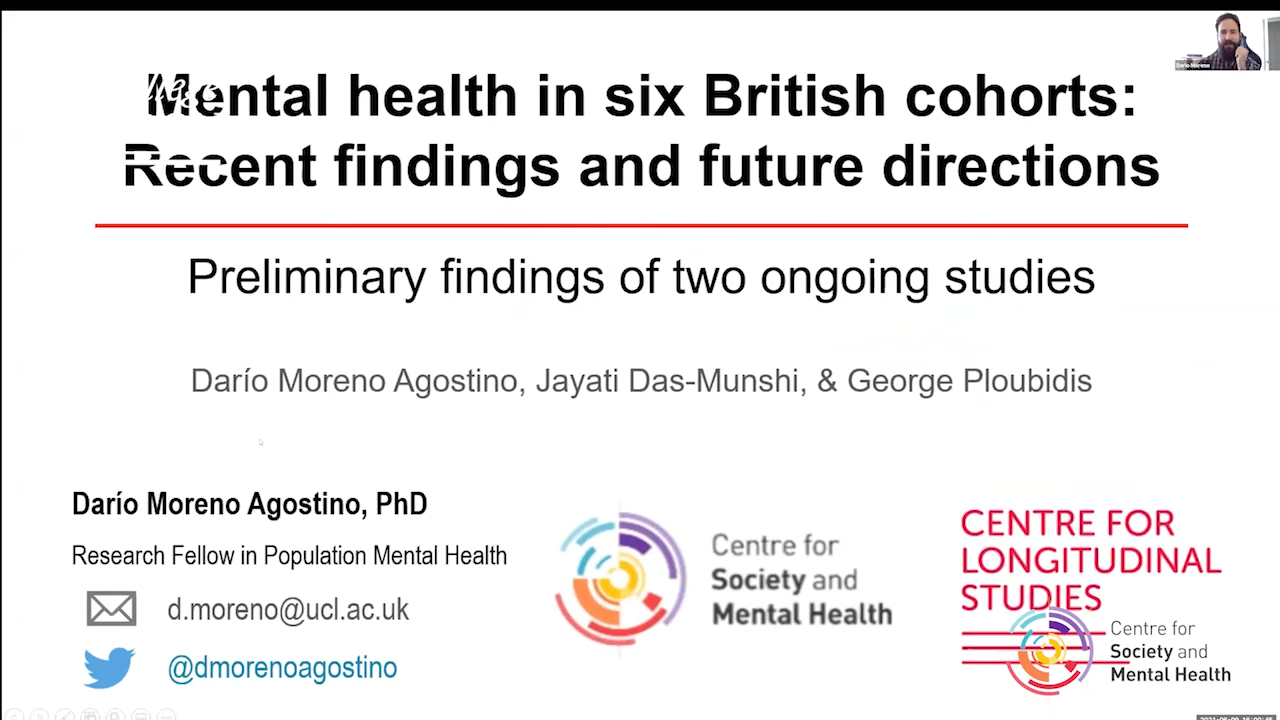 Mental health in six British cohorts:
Recent findings and future directions
Preliminary findings of two ongoing studies
Darío Moreno Agostino, Jayati Das-Munshi, & George Ploubidis
Darío Moreno Agostino, PhD
Research Fellow in Population Mental Health
d.moreno@ucl.ac.uk
@dmorenoagostino
Centre for
Society and
Mental Health
CENTRE FOR
LONGITUDINAL
STUDIES
Centre for
Society and
Mental Health
Darío Moreno